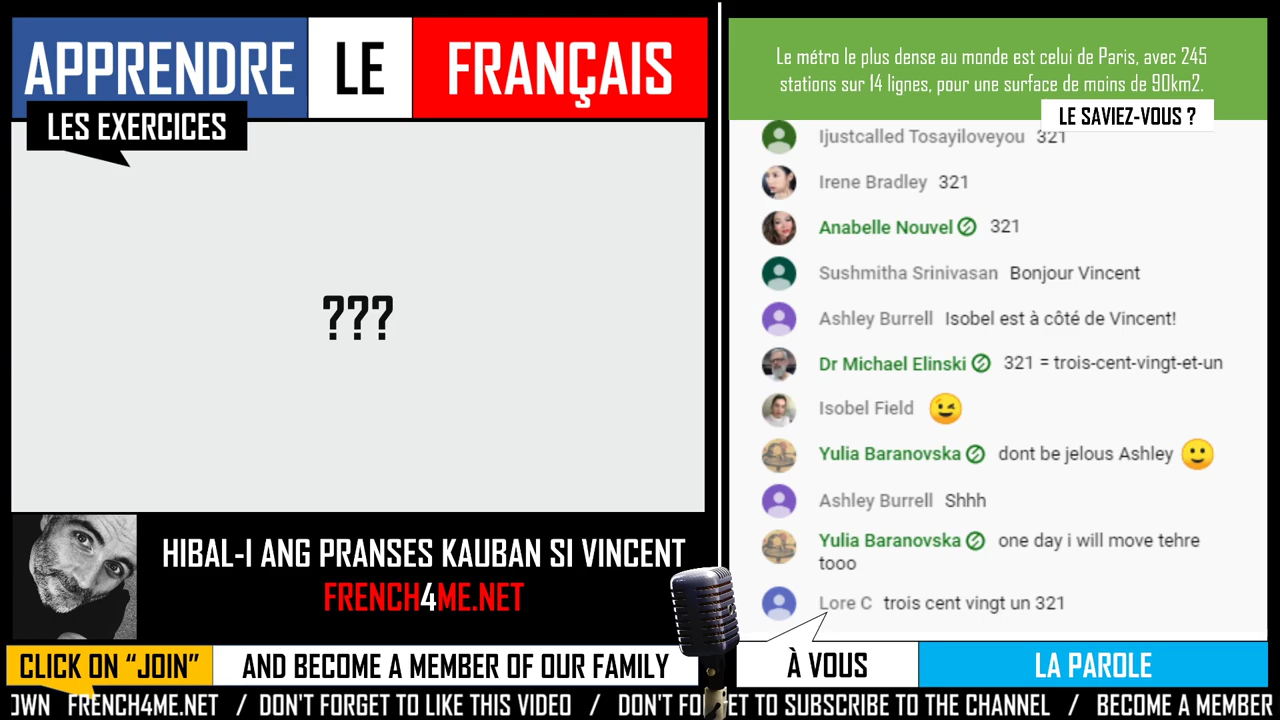 APPRENDRE LE FRANÇAIS
LES EXERCICES
???
HIBAL-I ANG PRANSES KAUBAN SI VINCENT
FRENCH4ME.NET
CLICK ON “JOIN” AND BECOME A MEMBER OF OUR FAMILY
Le métro le plus dense au monde est celui de Paris, avec 245
stations sur 14 lignes, pour une surface de moins de 90km2.
LE SAVIEZ-VOUS ?
Ijustcalled Tosayiloveyou 321
Irene Bradley 321
Anabelle Nouvel 321
Sushmitha Srinivasan Bonjour Vincent
Ashley Burrell Isobel est à côté de Vincent!
Dr Michael Elinski 321 = trois-cent-vingt-et-un
Isobel Field 😉
Yulia Baranovska dont be jelous Ashley 🙂
Ashley Burrell Shhh
Yulia Baranovska one day i will move tehre
tooo
Lore C trois cent vingt un 321
À VOUS LA PAROLE
FRENCH4ME.NET / DON'T FORGET TO LIKE THIS VIDEO / DON'T FORGET TO SUBSCRIBE TO THE CHANNEL / BECOME A MEMBER